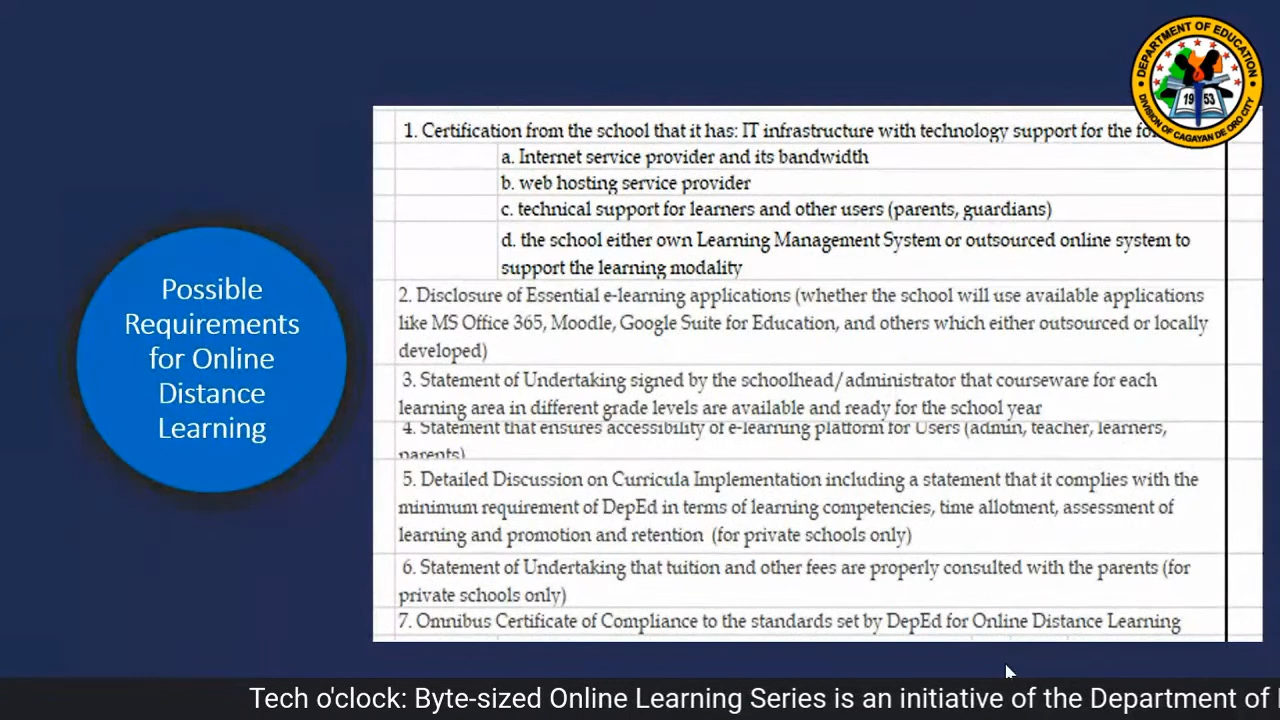 DEPARTMENT OF EDUCATION
19 53
DIVISION OF CAGAYAN DE ORO CITY
Possible
Requirements
for Online
Distance
Learning
1. Certification from the school that it has: IT infrastructure with technology support for the
a. Internet service provider and its bandwidth
b. web hosting service provider
c. technical support for learners and other users (parents, guardians)
d. the school either own Learning Management System or outsourced online system to
support the learning modality
2. Disclosure of Essential e-learning applications (whether the school will use available applications
like MS Office 365, Moodle, Google Suite for Education, and others which either outsourced or locally
developed)
3. Statement of Undertaking signed by the schoolhead/administrator that courseware for each
learning area in different grade levels are available and ready for the school year
4. Statement that ensures accessibility of e-learning platform for Users (admin, teacher, learners,
parents)
5. Detailed Discussion on Curricula Implementation including a statement that it complies with the
minimum requirement of DepEd in terms of learning competencies, time allotment, assessment of
learning and promotion and retention (for private schools only)
6. Statement of Undertaking that tuition and other fees are properly consulted with the parents (for
private schools only)
7. Omnibus Certificate of Compliance to the standards set by DepEd for Online Distance Learning
Tech o'clock: Byte-sized Online Learning Series is an initiative of the Department of